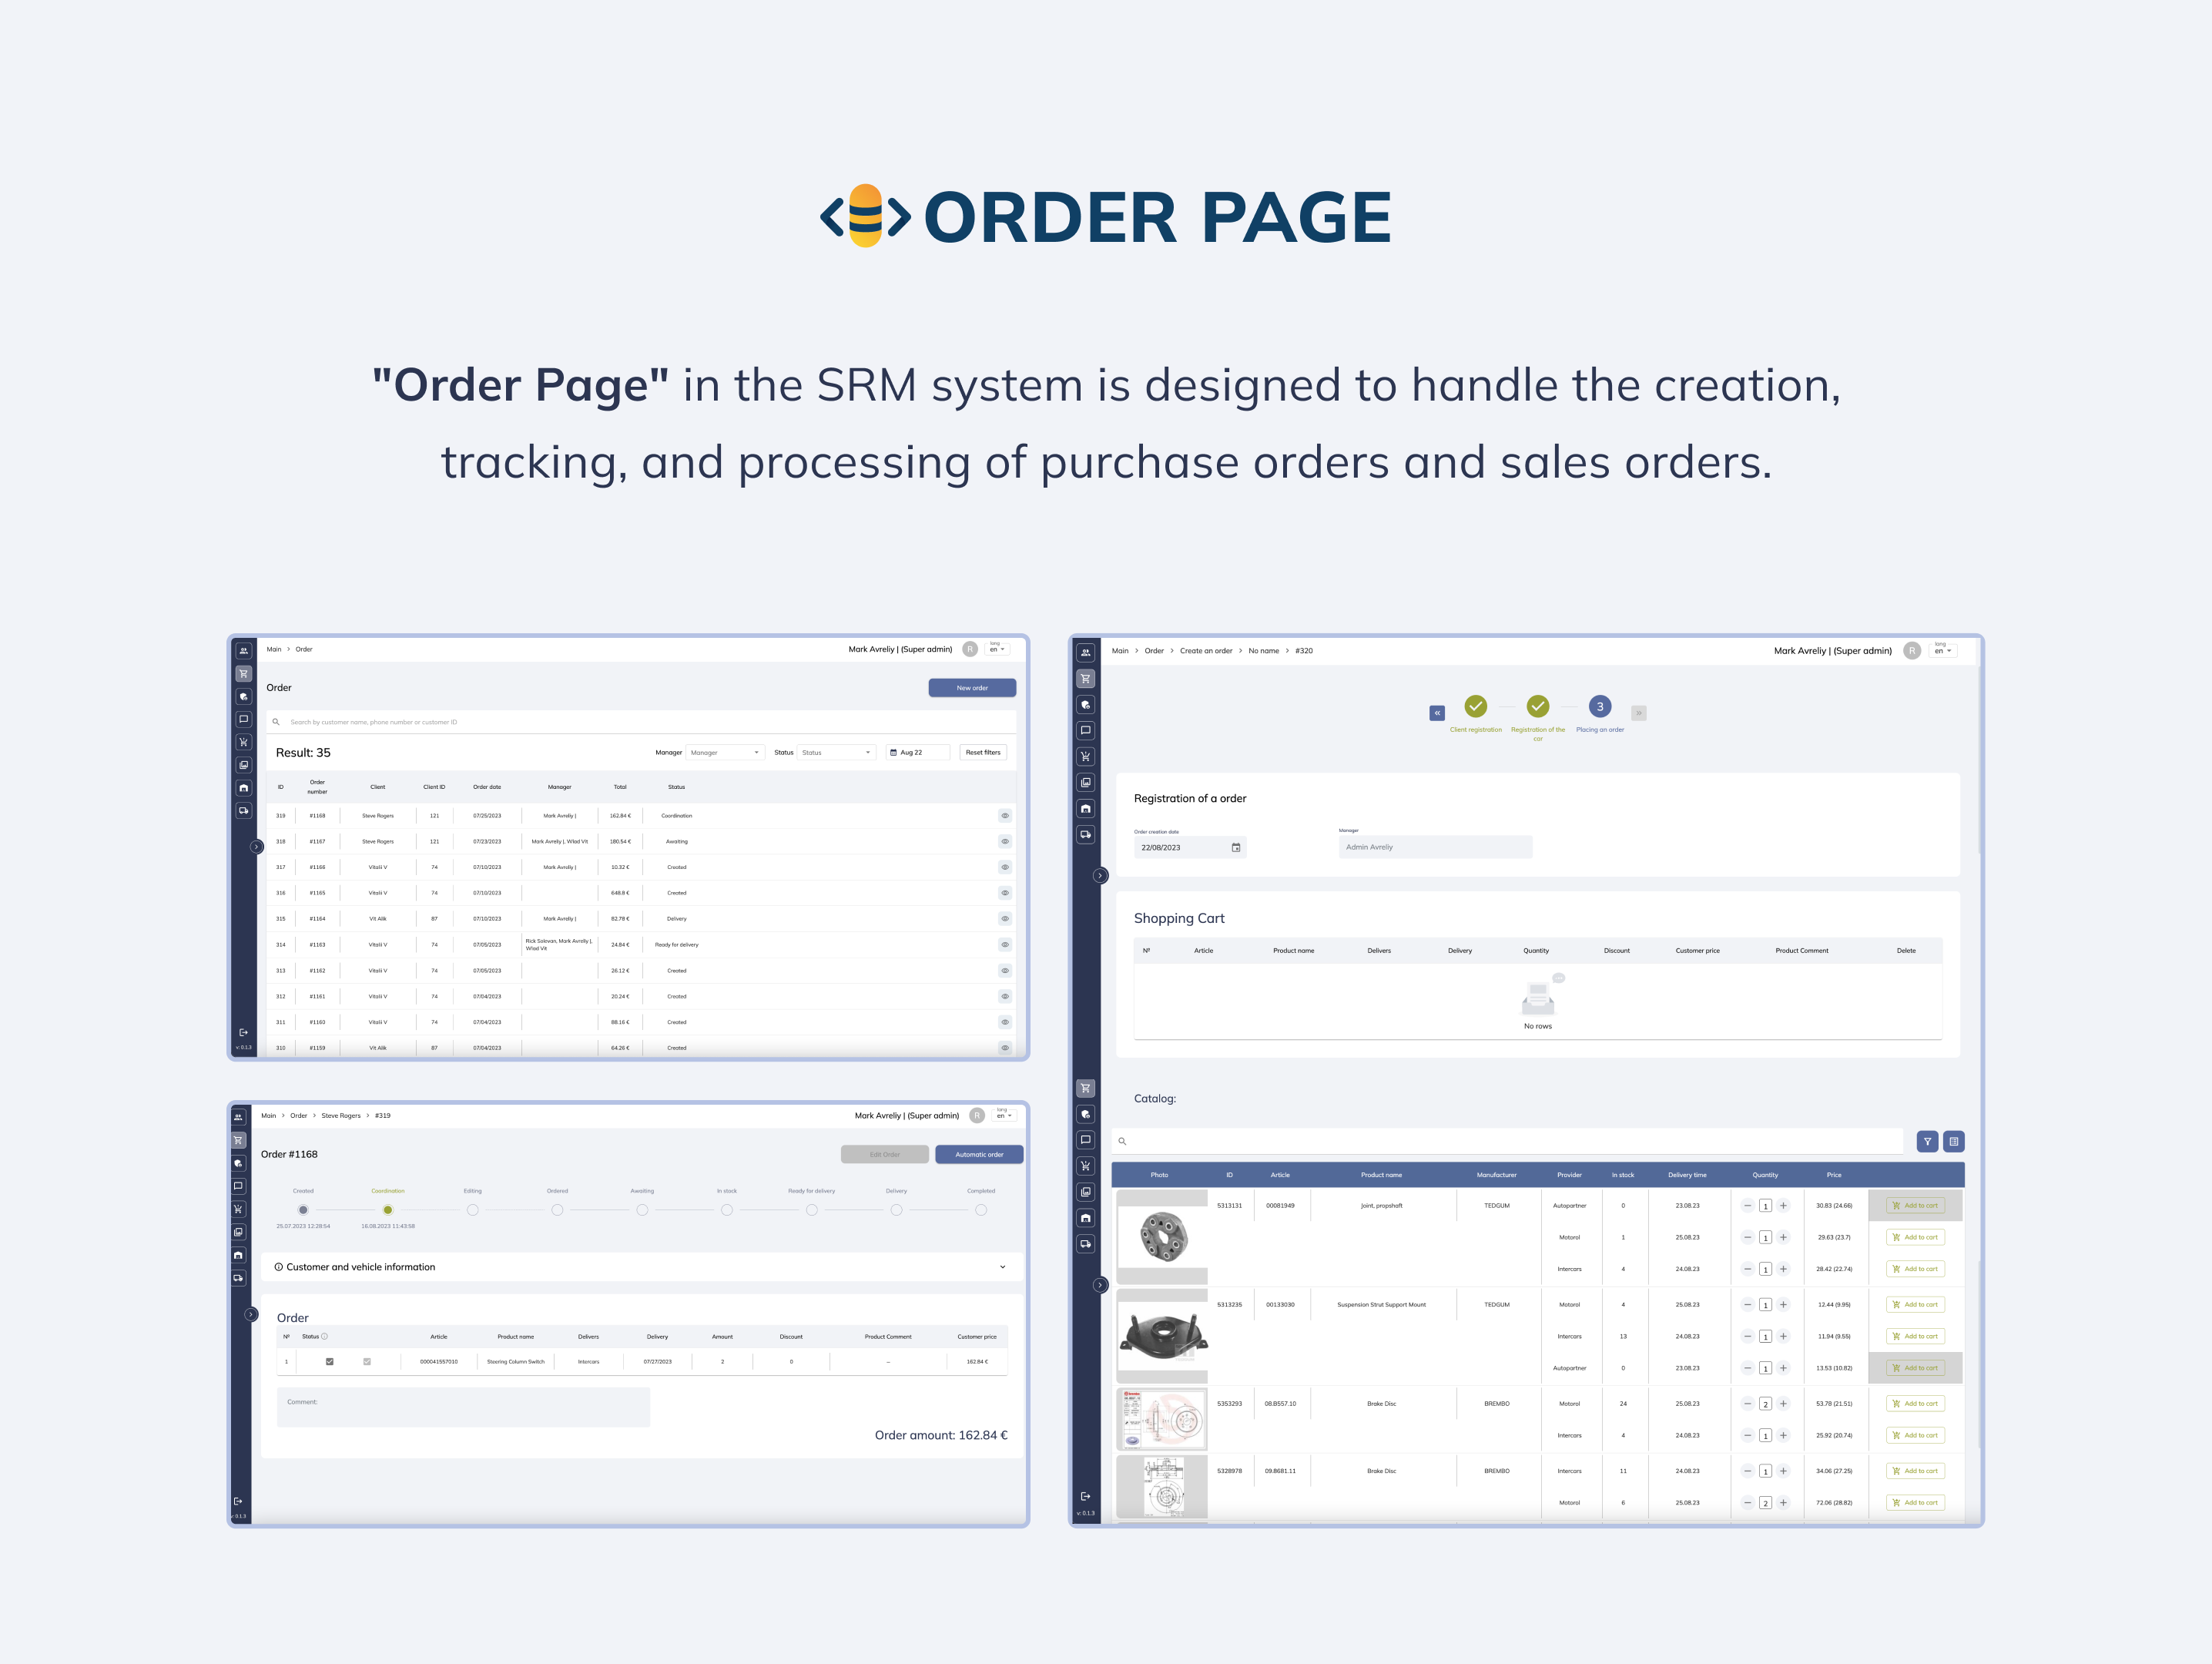 ORDER PAGE
"Order Page" in the SRM system is designed to handle the creation,
tracking, and processing of purchase orders and sales orders.
Main > Order
Mark Avreliy | (Super admin)
R
lang
en
Order
New order
Search by customer name, phone number or customer ID
Result: 35
Manager Manager Status Status Aug 22 Reset filters
ID Order number Client Client ID Order date Manager Total Status
319 #1168 Steve Rogers 121 07/25/2023 Mark Avreliy | 162.84 € Coordination
318 #1167 Steve Rogers 121 07/23/2023 Mark Avreliy |, Wlad Vit 180.54 € Awaiting
317 #1166 Vitalii V 74 07/10/2023 Mark Avreliy | 10.32 € Created
316 #1165 Vitalii V 74 07/10/2023 648.8 € Created
315 #1164 Vit Alik 87 07/10/2023 Mark Avreliy | 82.78 € Delivery
314 #1163 Vitalii V 74 07/05/2023 Rick Solovan, Mark Avreliy |, Wlad Vit 24.84 € Ready for delivery
313 #1162 Vitalii V 74 07/05/2023 26.12 € Created
312 #1161 Vitalii V 74 07/04/2023 20.24 € Created
311 #1160 Vitalii V 74 07/04/2023 88.16 € Created
310 #1159 Vit Alik 87 07/04/2023 64.26 € Created
v: 0.1.3
Main > Order > Steve Rogers > #319
Mark Avreliy | (Super admin)
R
lang
en
Order #1168
Edit Order
Automatic order
Created Coordination Editing Ordered Awaiting In stock Ready for delivery Delivery Completed
25.07.2023 12:28:54 16.08.2023 11:43:58
Customer and vehicle information
Order
№ Status Article Product name Delivers Delivery Amount Discount Product Comment Customer price
1 000041557010 Steering Column Switch Intercars 07/27/2023 2 0 – 162.84 €
Comment:
Order amount: 162.84 €
v: 0.1.3
Main > Order > Create an order > No name > #320
Mark Avreliy | (Super admin)
R
lang
en
3
Client registration
Registration of the car
Placing an order
Registration of a order
Order creation date
22/08/2023
Manager
Admin Avreliy
Shopping Cart
№ Article Product name Delivers Delivery Quantity Discount Customer price Product Comment Delete
No rows
Catalog:
Photo ID Article Product name Manufacturer Provider In stock Delivery time Quantity Price
5313131 00081949 Joint, propshaft TEDGUM Autopartner 0 23.08.23 1 30.83 (24.66) Add to cart
Motorol 1 25.08.23 1 29.63 (23.7) Add to cart
Intercars 4 24.08.23 1 28.42 (22.74) Add to cart
5313235 00133030 Suspension Strut Support Mount TEDGUM Motorol 4 25.08.23 1 12.44 (9.95) Add to cart
Intercars 13 24.08.23 1 11.94 (9.55) Add to cart
Autopartner 0 23.08.23 1 13.53 (10.82) Add to cart
5353293 08.B557.10 Brake Disc BREMBO Motorol 24 25.08.23 2 53.78 (21.51) Add to cart
Intercars 4 24.08.23 1 25.92 (20.74) Add to cart
5328978 09.8681.11 Brake Disc BREMBO Intercars 11 24.08.23 1 34.06 (27.25) Add to cart
Motorol 6 25.08.23 2 72.06 (28.82) Add to cart
v: 0.1.3